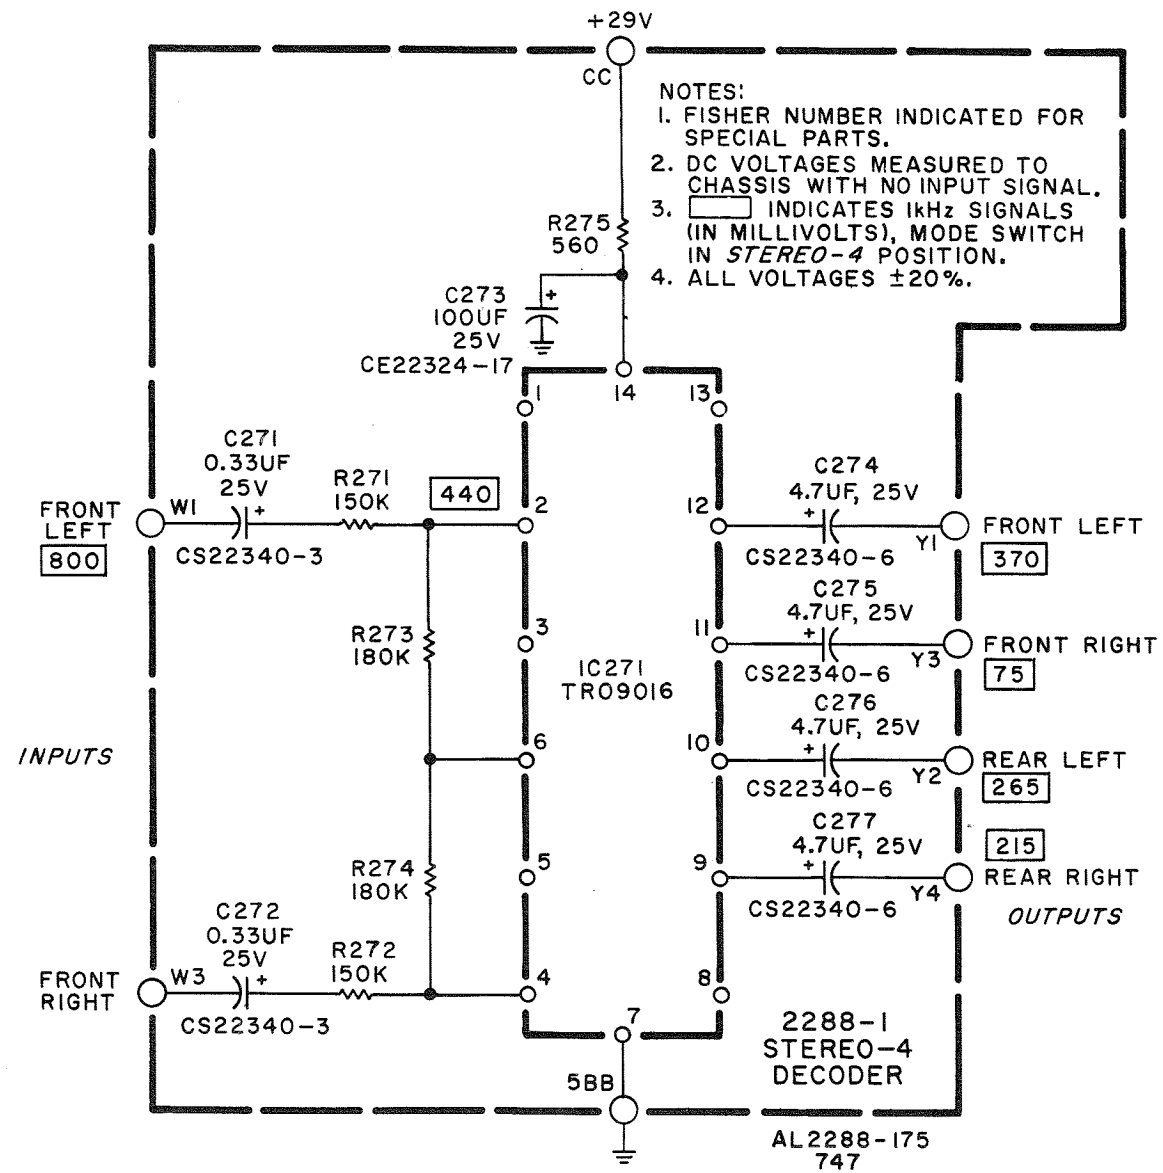 +29V
CC
NOTES:
1. FISHER NUMBER INDICATED FOR
SPECIAL PARTS.
2. DC VOLTAGES MEASURED TO
CHASSIS WITH NO INPUT SIGNAL.
3. INDICATES 1kHz SIGNALS
(IN MILLIVOLTS), MODE SWITCH
IN STEREO-4 POSITION.
4. ALL VOLTAGES ±20%.
R275
560
C273
100UF
25V
CE22324-17
+
1
14
13
C271
0.33UF
25V
+
CS22340-3
R271
150K
440
FRONT
LEFT
800
W1
2
12
C274
4.7UF, 25V
+
CS22340-6
Y1
FRONT LEFT
370
R273
180K
3
11
C275
4.7UF, 25V
+
CS22340-6
Y3
FRONT RIGHT
75
IC271
TR09016
INPUTS
6
10
C276
4.7UF, 25V
+
CS22340-6
Y2
REAR LEFT
265
R274
180K
5
9
C277
4.7UF, 25V
+
CS22340-6
Y4
215
REAR RIGHT
OUTPUTS
C272
0.33UF
25V
+
CS22340-3
R272
150K
FRONT
RIGHT
W3
4
8
7
5BB
2288-1
STEREO-4
DECODER
AL2288-175
747